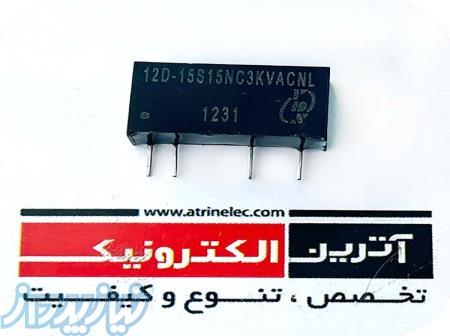 12D-15S15NC3KVACNL
1231
www.atrinelec.com
آترین الکترونیک
تخصص ، تنوع و کیفیت